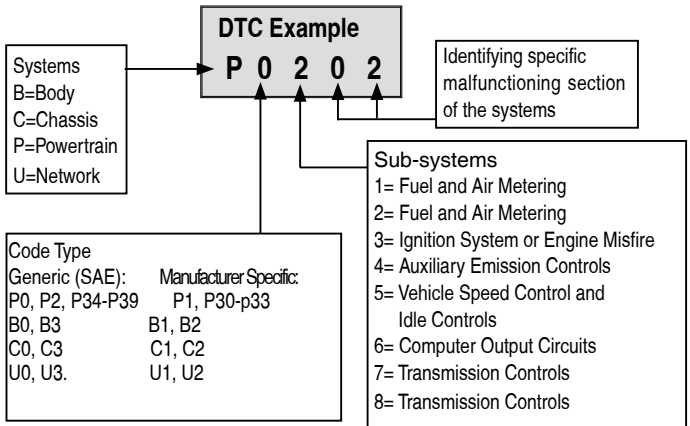 DTC Example
P 0 2 0 2
Systems
B=Body
C=Chassis
P=Powertrain
U=Network
Identifying specific
malfunctioning section
of the systems
Sub-systems
1= Fuel and Air Metering
2= Fuel and Air Metering
3= Ignition System or Engine Misfire
4= Auxiliary Emission Controls
5= Vehicle Speed Control and
Idle Controls
6= Computer Output Circuits
7= Transmission Controls
8= Transmission Controls
Code Type
Generic (SAE): Manufacturer Specific:
P0, P2, P34-P39 P1, P30-p33
B0, B3 B1, B2
C0, C3 C1, C2
U0, U3. U1, U2